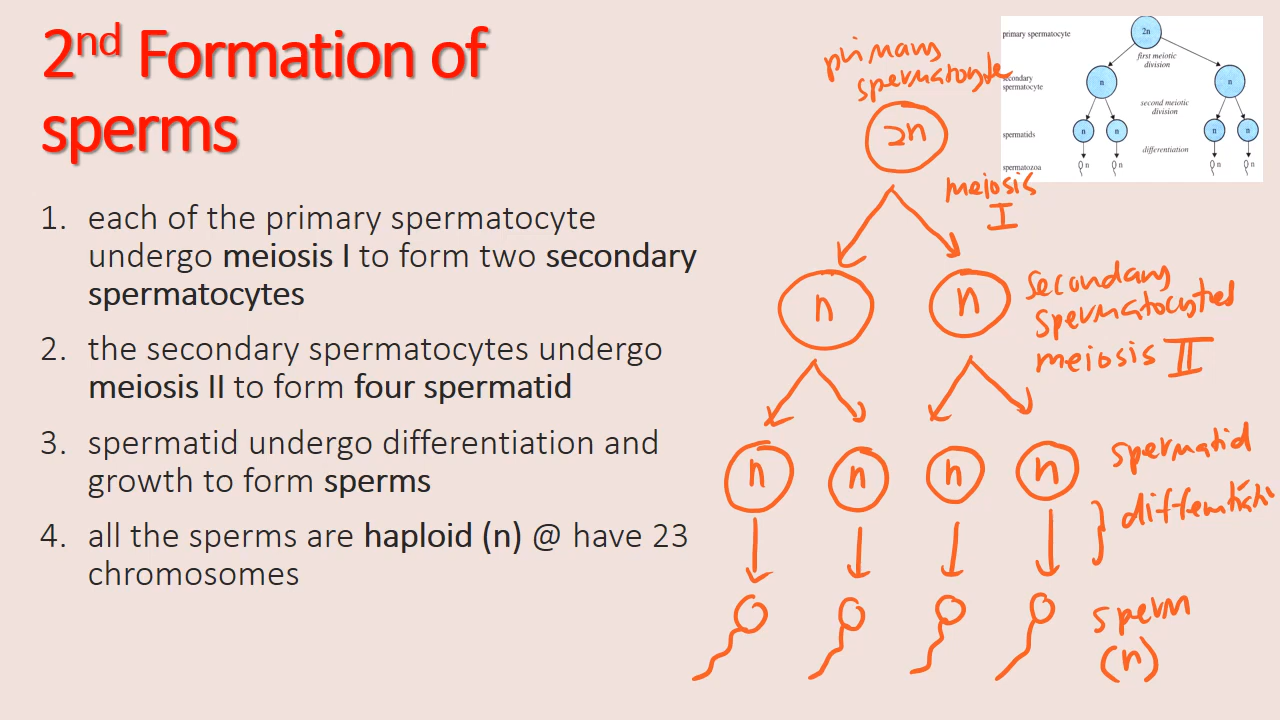 2nd Formation of
sperms
1. each of the primary spermatocyte
undergo meiosis I to form two secondary
spermatocytes
2. the secondary spermatocytes undergo
meiosis II to form four spermatid
3. spermatid undergo differentiation and
growth to form sperms
4. all the sperms are haploid (n) @ have 23
chromosomes
primary
spermatocyte
2n
meiosis
I
n n
secondary
spermatocytes
meiosis II
n n n n
spermatid
sperm
(n)
primary spermatocyte
2n
first meiotic
division
secondary
spermatocyte
n n
second meiotic
division
spermatids
n n n n
differentiation
spermatozoa
n n n n